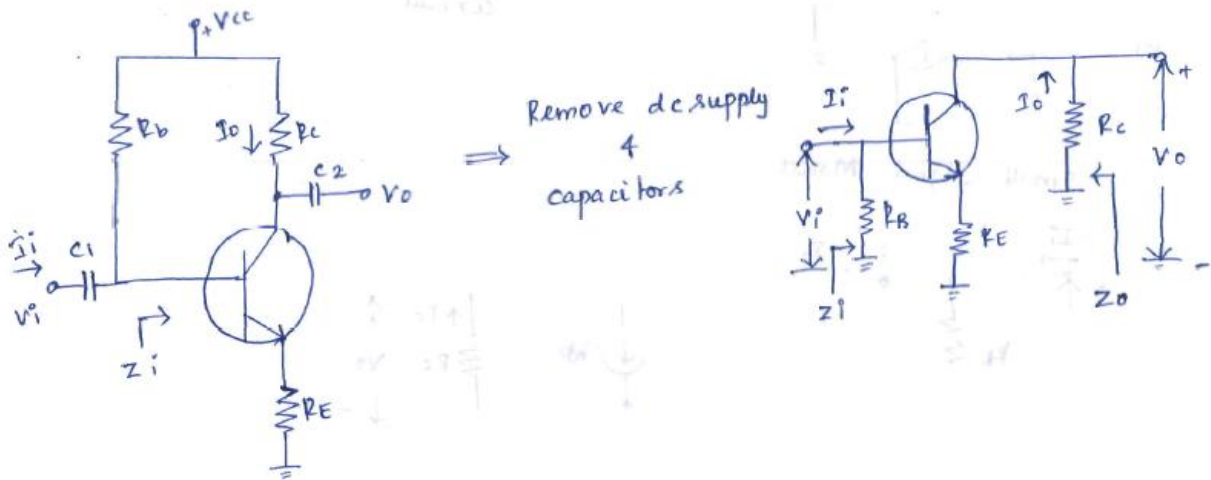 +Vcc
Rb
Io
Rc
C2
Vo
Ii
C1
Vi
Zi
RE
⇒
Remove dc supply
&
capacitors
Ii
Vi
RB
Zi
RE
Io
Rc
Vo
+
-
Zo